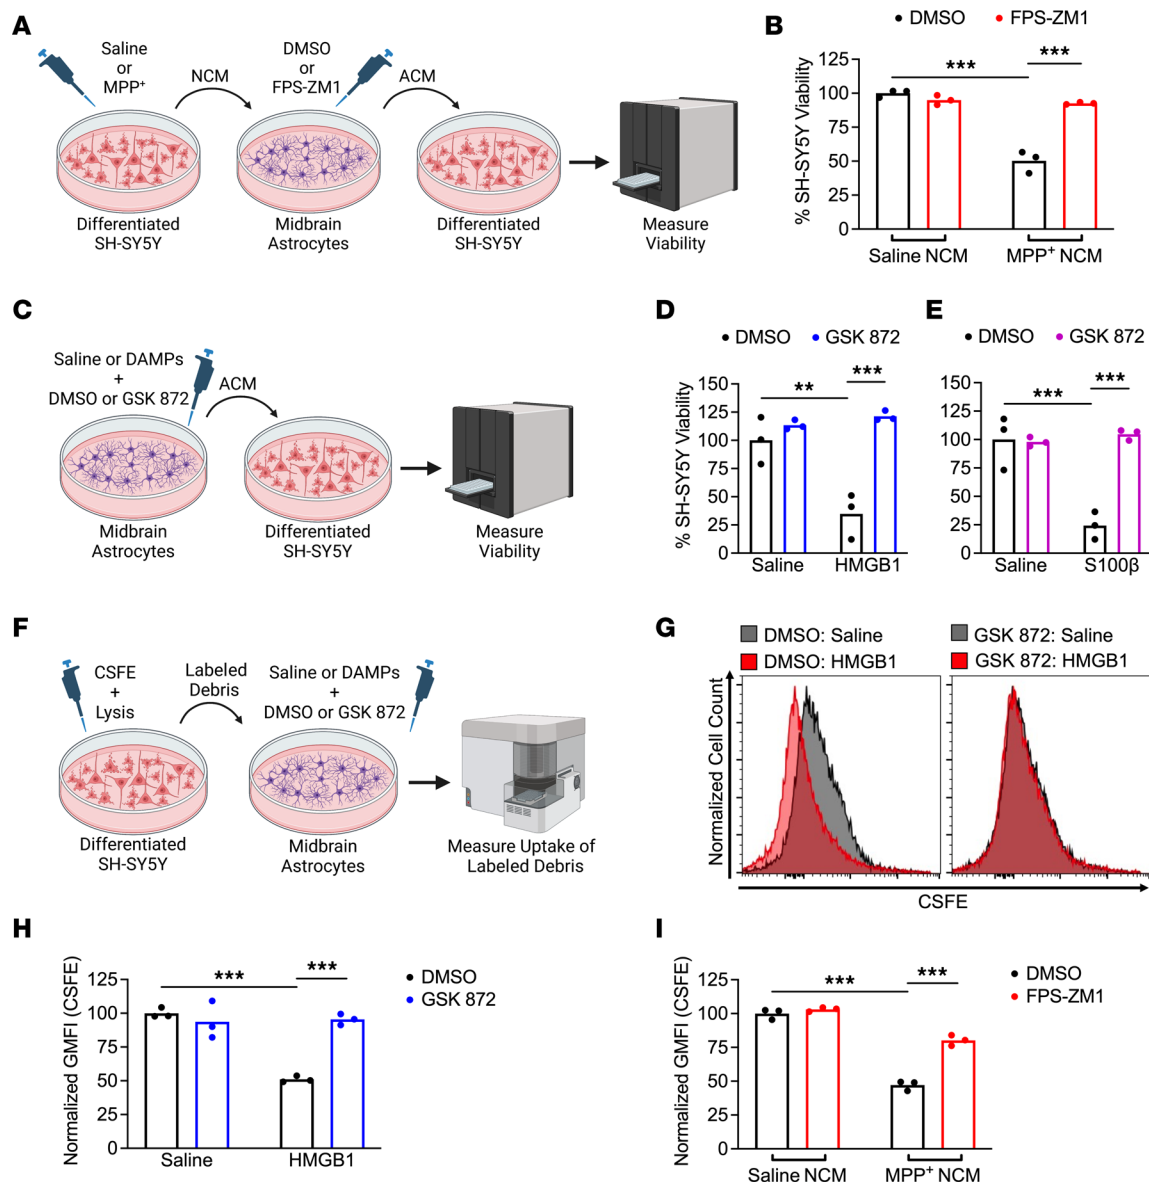 A
Saline
or
MPP+
NCM
DMSO
or
FPS-ZM1
ACM
Differentiated
SH-SY5Y
Midbrain
Astrocytes
Differentiated
SH-SY5Y
Measure
Viability
B
DMSO
FPS-ZM1
% SH-SY5Y Viability
125
100
75
50
25
0
***
***
Saline NCM
MPP+ NCM
C
Saline or DAMPs
+
DMSO or GSK 872
ACM
Midbrain
Astrocytes
Differentiated
SH-SY5Y
Measure
Viability
D
DMSO
GSK 872
% SH-SY5Y Viability
150
125
100
75
50
25
0
**
***
Saline
HMGB1
E
DMSO
GSK 872
150
125
100
75
50
25
0
***
***
Saline
S100β
F
CSFE
+
Lysis
Labeled
Debris
Saline or DAMPs
+
DMSO or GSK 872
Differentiated
SH-SY5Y
Midbrain
Astrocytes
Measure Uptake of
Labeled Debris
G
DMSO: Saline
DMSO: HMGB1
GSK 872: Saline
GSK 872: HMGB1
Normalized Cell Count
CSFE
H
Normalized GMFI (CSFE)
125
100
75
50
25
0
***
***
DMSO
GSK 872
Saline
HMGB1
I
Normalized GMFI (CSFE)
125
100
75
50
25
0
***
***
DMSO
FPS-ZM1
Saline NCM
MPP+ NCM